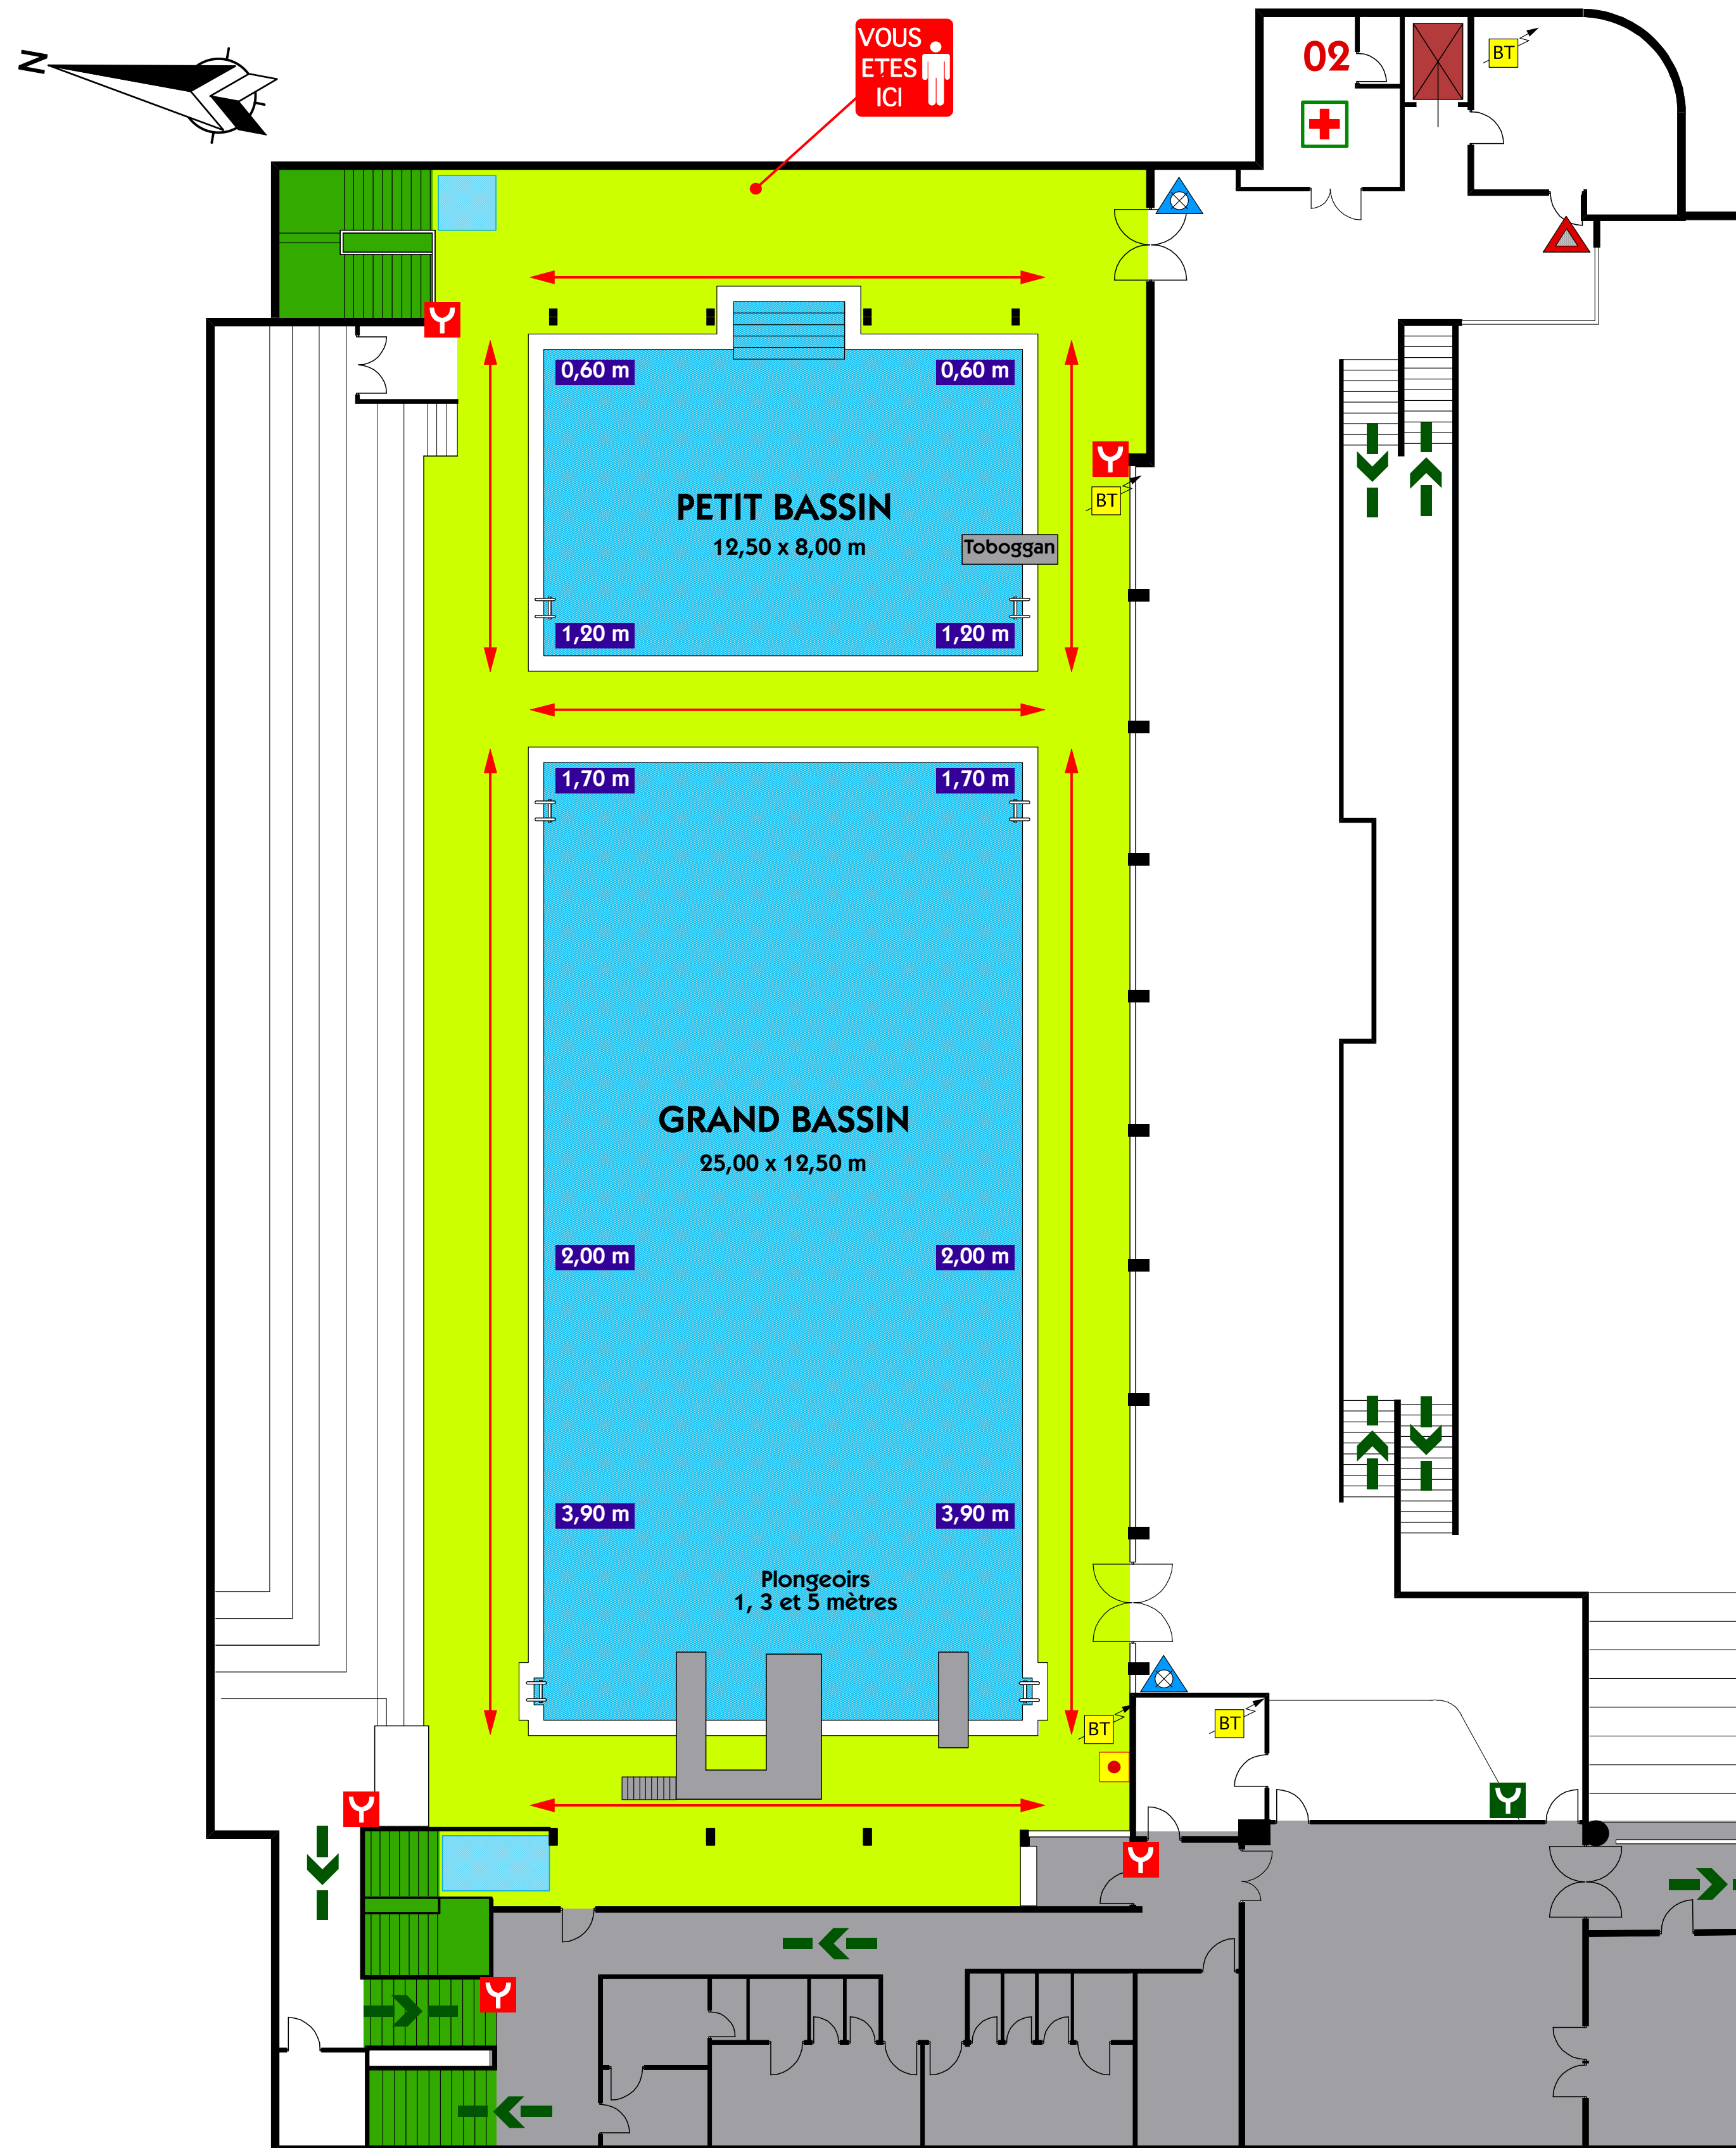 N
VOUS
ETES
ICI
02
BT
0,60 m
0,60 m
PETIT BASSIN
12,50 x 8,00 m
BT
Toboggan
1,20 m
1,20 m
1,70 m
1,70 m
GRAND BASSIN
25,00 x 12,50 m
2,00 m
2,00 m
3,90 m
3,90 m
Plongeoirs
1, 3 et 5 mètres
BT
BT